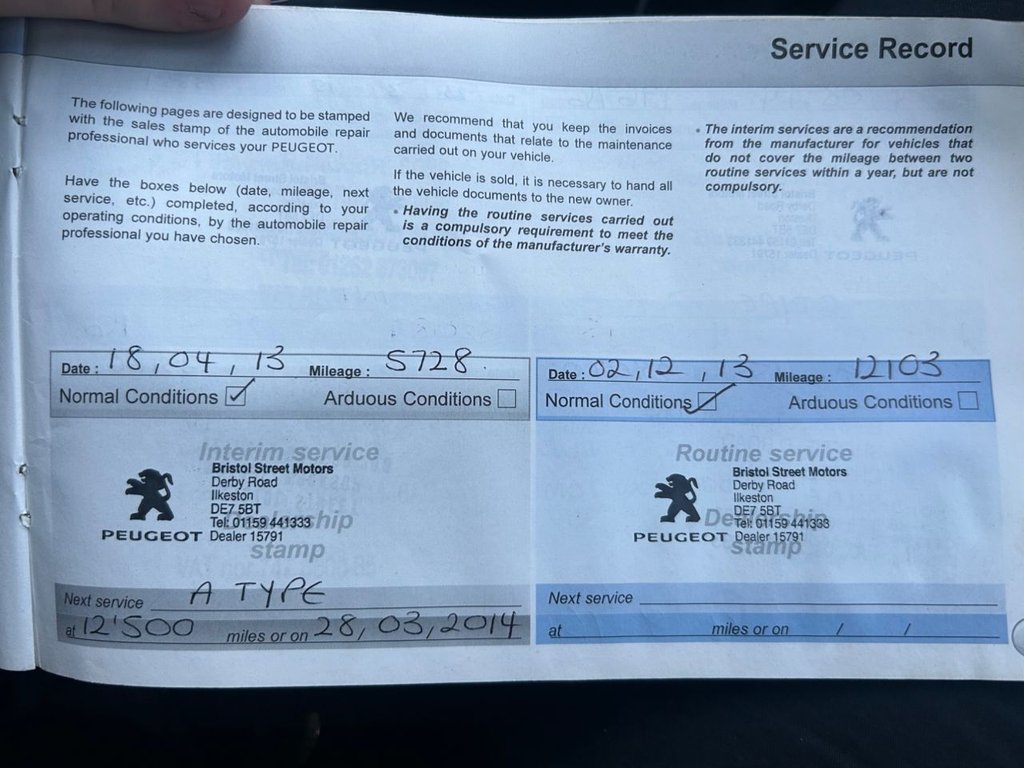 Service Record
The following pages are designed to be stamped
with the sales stamp of the automobile repair
professional who services your PEUGEOT.
Have the boxes below (date, mileage, next
service, etc.) completed, according to your
operating conditions, by the automobile repair
professional you have chosen.
We recommend that you keep the invoices
and documents that relate to the maintenance
carried out on your vehicle.
If the vehicle is sold, it is necessary to hand all
the vehicle documents to the new owner.
• Having the routine services carried out
is a compulsory requirement to meet the
conditions of the manufacturer's warranty.
• The interim services are a recommendation
from the manufacturer for vehicles that
do not cover the mileage between two
routine services within a year, but are not
compulsory.
Date : 18, 04, 13 Mileage : 5728
Normal Conditions ☑ Arduous Conditions ☐
Interim service
Bristol Street Motors
Derby Road
Ilkeston
DE7 5BT
Tel: 01159 441333
Dealership
PEUGEOT Dealer 15791
stamp
Next service A TYPE
at 12'500 miles or on 28, 03, 2014
Date : 02, 12, 13 Mileage : 12103
Normal Conditions ☑ Arduous Conditions ☐
Routine service
Bristol Street Motors
Derby Road
Ilkeston
DE7 5BT
Tel: 01159 441333
Dealership
PEUGEOT Dealer 15791
stamp
Next service
at miles or on / /